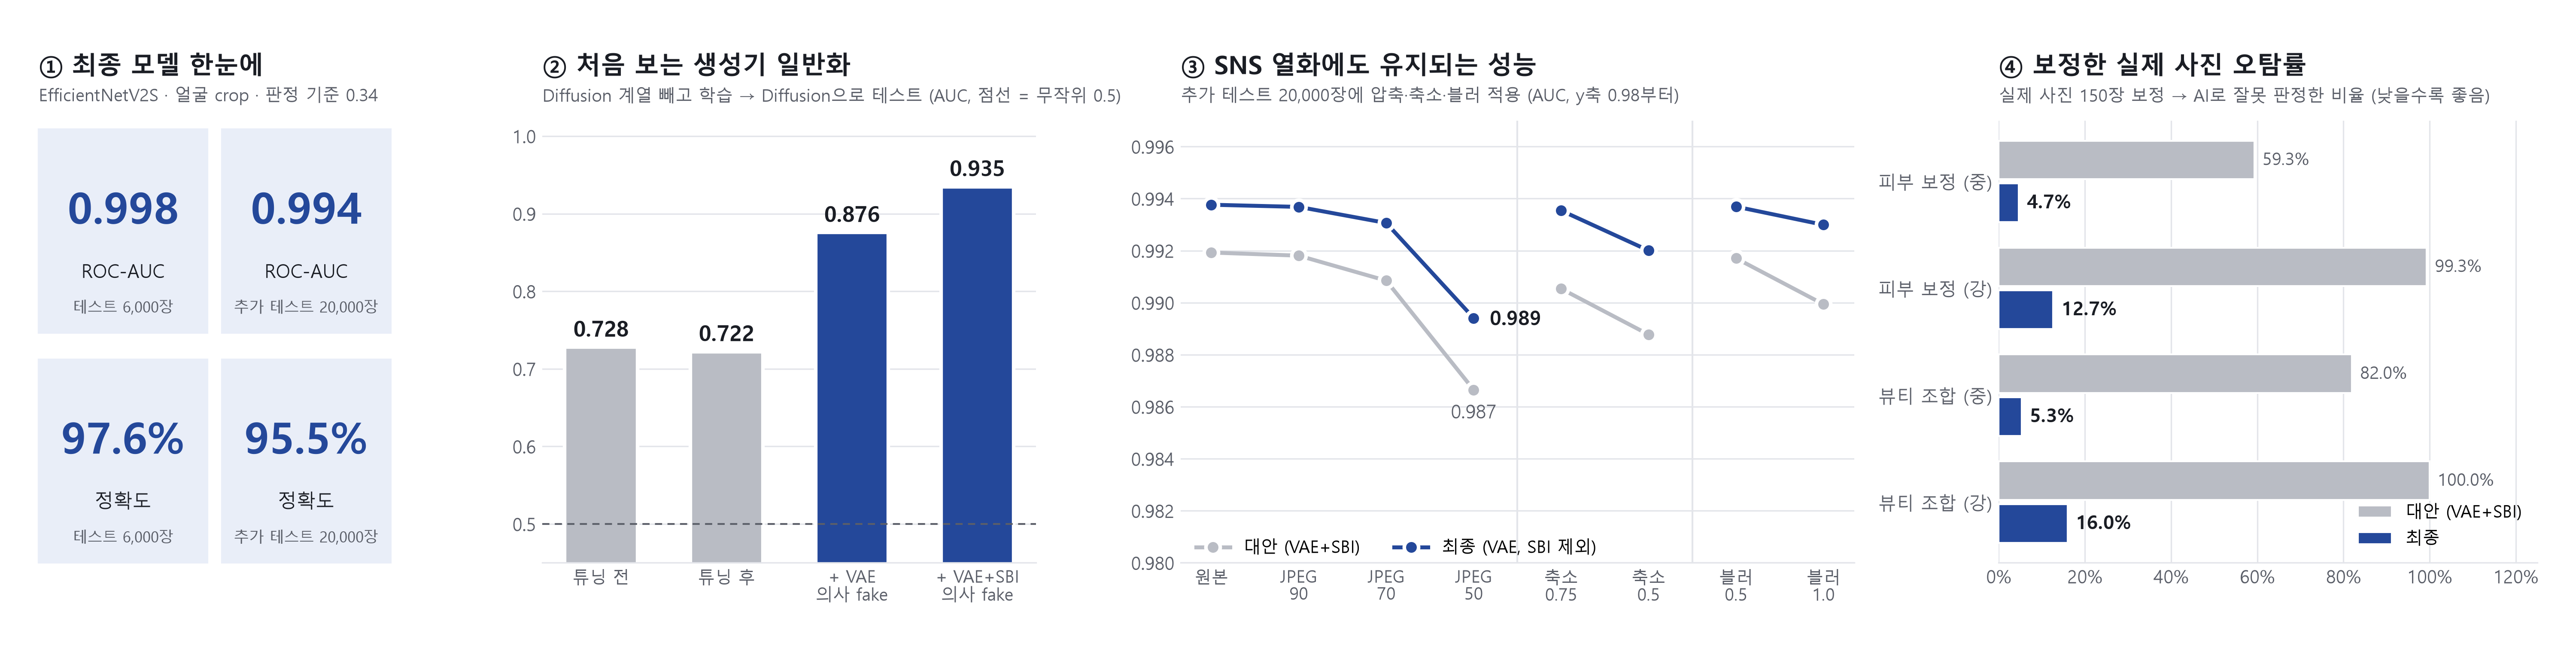 ① 최종 모델 한눈에
EfficientNetV2S · 얼굴 crop · 판정 기준 0.34
0.998
ROC-AUC
테스트 6,000장
0.994
ROC-AUC
추가 테스트 20,000장
97.6%
정확도
테스트 6,000장
95.5%
정확도
추가 테스트 20,000장
② 처음 보는 생성기 일반화
Diffusion 계열 빼고 학습 → Diffusion으로 테스트 (AUC, 점선 = 무작위 0.5)
1.0
0.9
0.8
0.7
0.6
0.5
0.728
0.722
0.876
0.935
튜닝 전
튜닝 후
+ VAE
의사 fake
+ VAE+SBI
의사 fake
③ SNS 열화에도 유지되는 성능
추가 테스트 20,000장에 압축·축소·블러 적용 (AUC, y축 0.98부터)
0.996
0.994
0.992
0.990
0.988
0.986
0.984
0.982
0.980
0.989
0.987
대안 (VAE+SBI)
최종 (VAE, SBI 제외)
원본
JPEG
90
JPEG
70
JPEG
50
축소
0.75
축소
0.5
블러
0.5
블러
1.0
④ 보정한 실제 사진 오탐률
실제 사진 150장 보정 → AI로 잘못 판정한 비율 (낮을수록 좋음)
피부 보정 (중)
59.3%
4.7%
피부 보정 (강)
99.3%
12.7%
뷰티 조합 (중)
82.0%
5.3%
뷰티 조합 (강)
100.0%
16.0%
대안 (VAE+SBI)
최종
0%
20%
40%
60%
80%
100%
120%